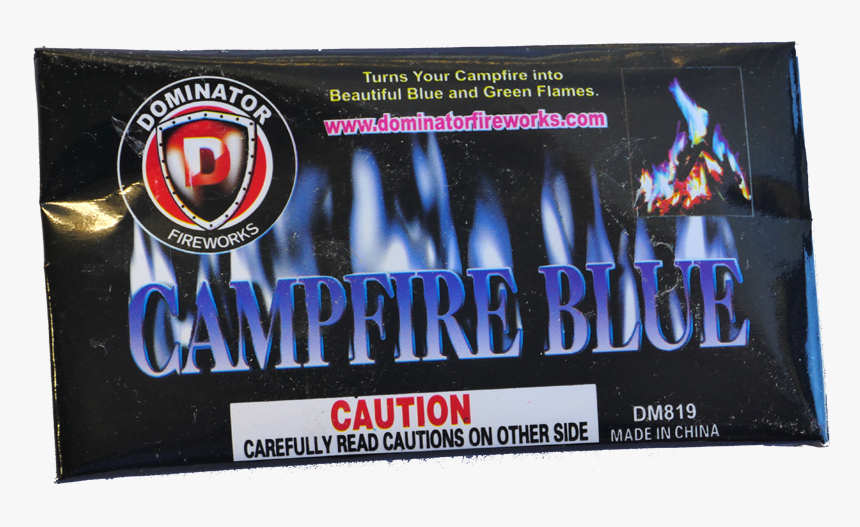 Turns Your Campfire into
Beautiful Blue and Green Flames.
www.dominatorfireworks.com
DOMINATOR
D
FIREWORKS
CAMPFIRE BLUE
CAUTION
CAREFULLY READ CAUTIONS ON OTHER SIDE
DM819
MADE IN CHINA